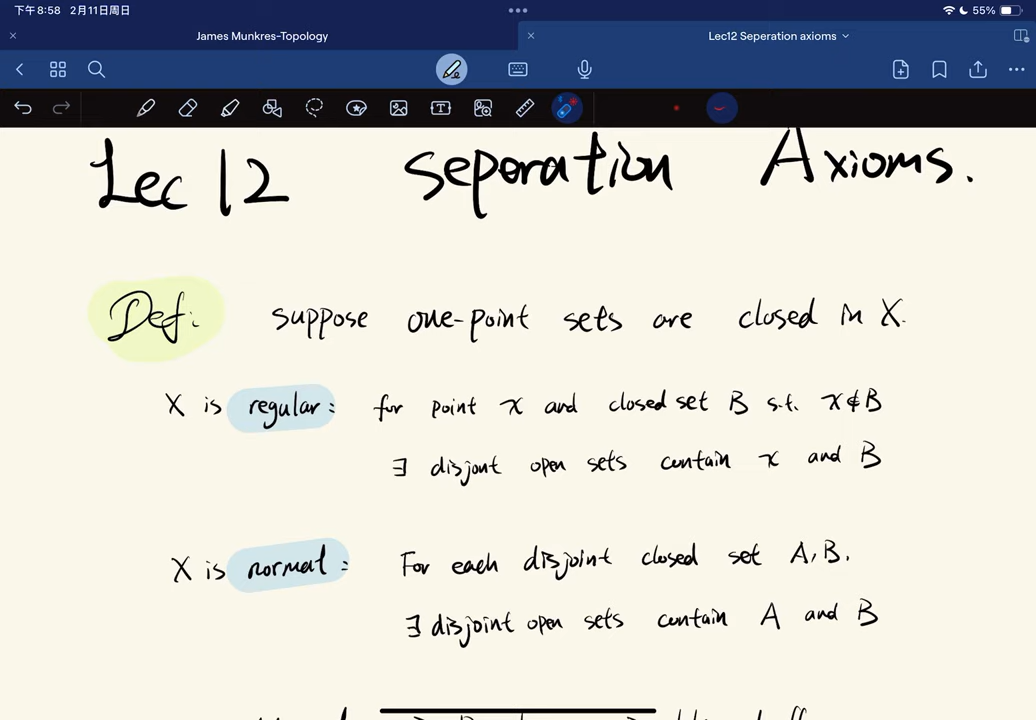 下午8:58 2月11日周日
55%
James Munkres-Topology
Lec12 Seperation axioms
Lec 12 Seperation Axioms.
Def: suppose one-point sets are closed in X.
X is regular: for point x and closed set B s.t. x∉B
∃ disjont open sets contain x and B
X is normal: For each disjoint closed set A, B.
∃ disjoint open sets contain A and B